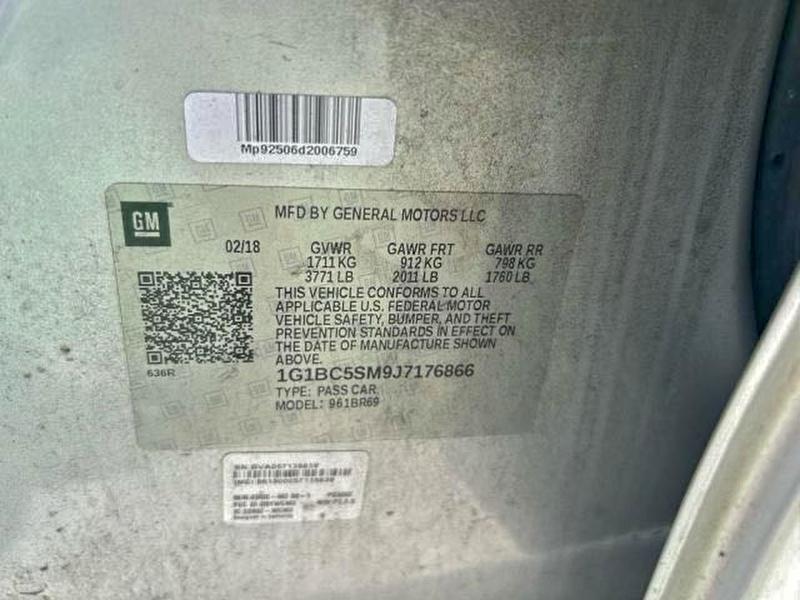 Mp92506d2006759
GM
MFD BY GENERAL MOTORS LLC
02/18 GVWR GAWR FRT GAWR RR
1711 KG 912 KG 798 KG
3771 LB 2011 LB 1760 LB
THIS VEHICLE CONFORMS TO ALL
APPLICABLE U.S. FEDERAL MOTOR
VEHICLE SAFETY, BUMPER, AND THEFT
PREVENTION STANDARDS IN EFFECT ON
THE DATE OF MANUFACTURE SHOWN
ABOVE.
636R
1G1BC5SM9J7176866
TYPE: PASS CAR
MODEL: 961BR69